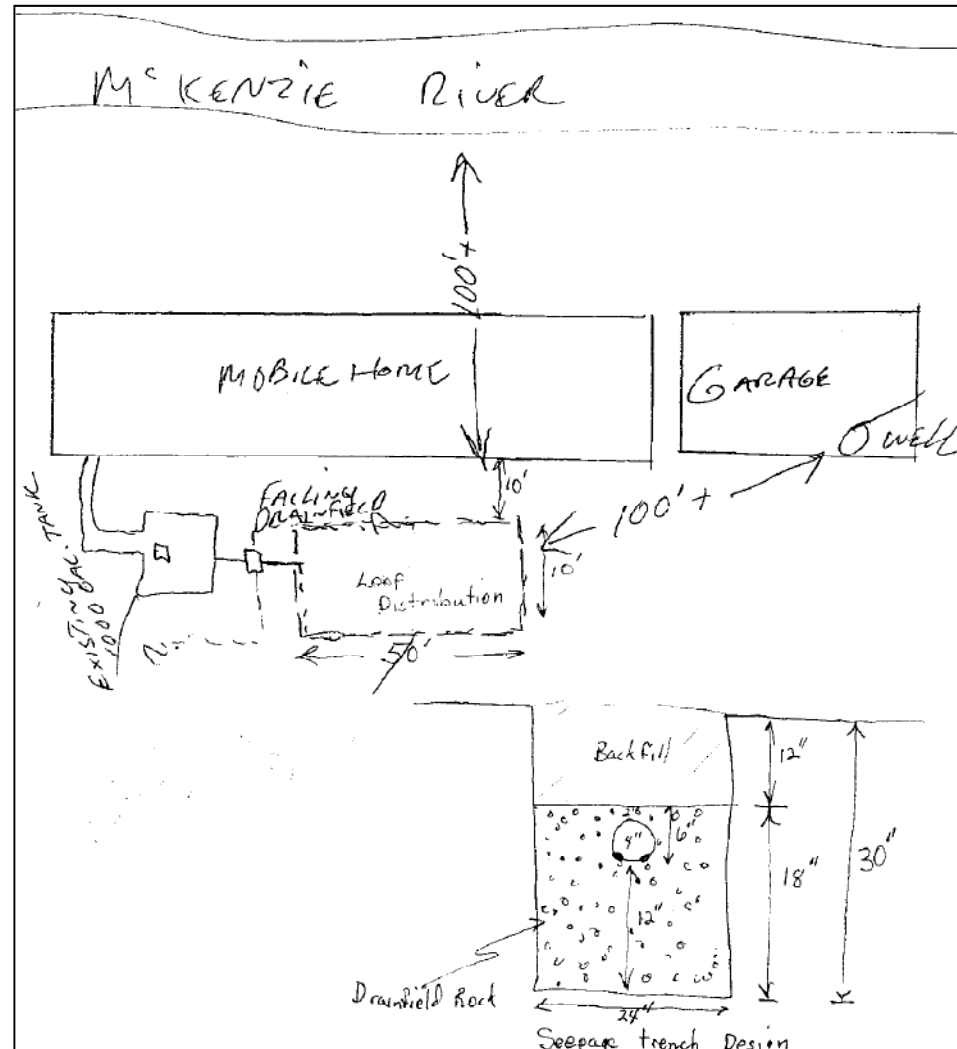 McKENZIE RIVER
100'+
MOBILE HOME
GARAGE
WELL
10'
100'+
FAILING
DRAINFIELD
EXISTING
1000 GAL. TANK
Loop
Distribution
10'
50'
Backfill
12"
2"
6"
4"
12"
18"
30"
Drainfield Rock
24"
Seepage trench Design